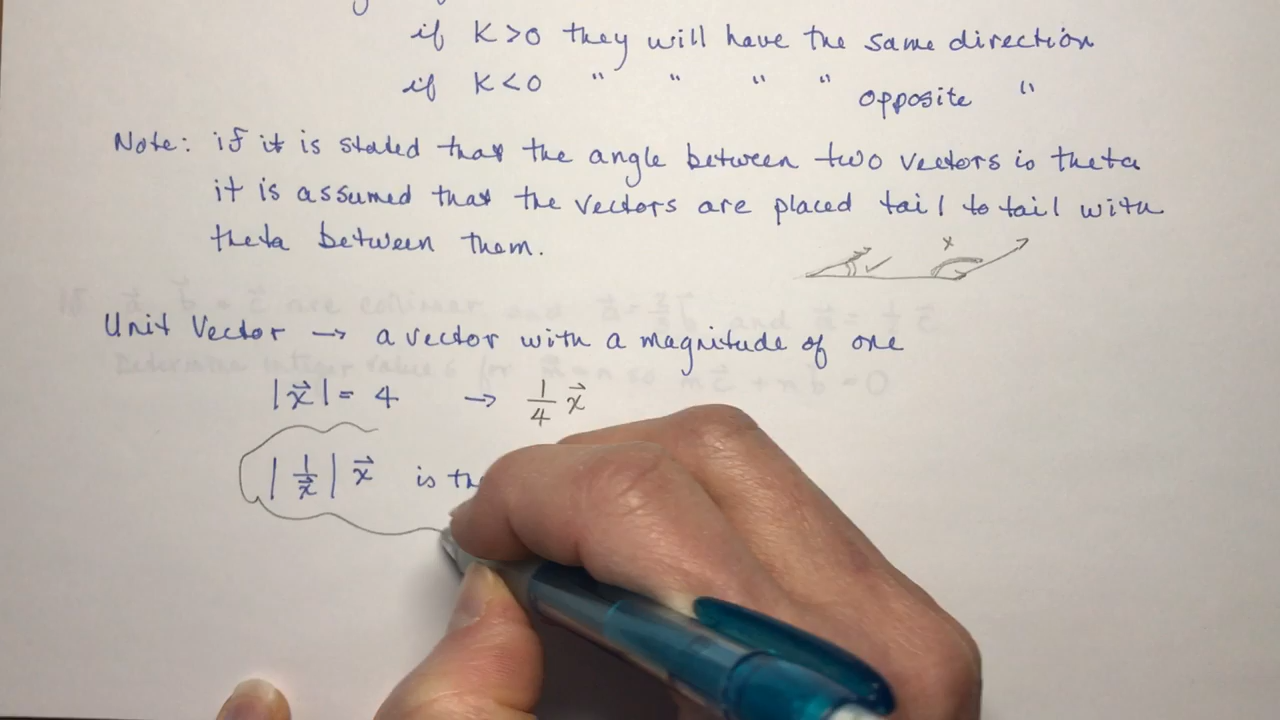 if K>0 they will have the same direction
if K<0 " " " " opposite "
Note: if it is stated that the angle between two vectors is theta
it is assumed that the vectors are placed tail to tail with
theta between them.
✓ x
Unit Vector → a vector with a magnitude of one
|x⃗| = 4 → 1/4 x⃗
|1/x⃗| x⃗ is